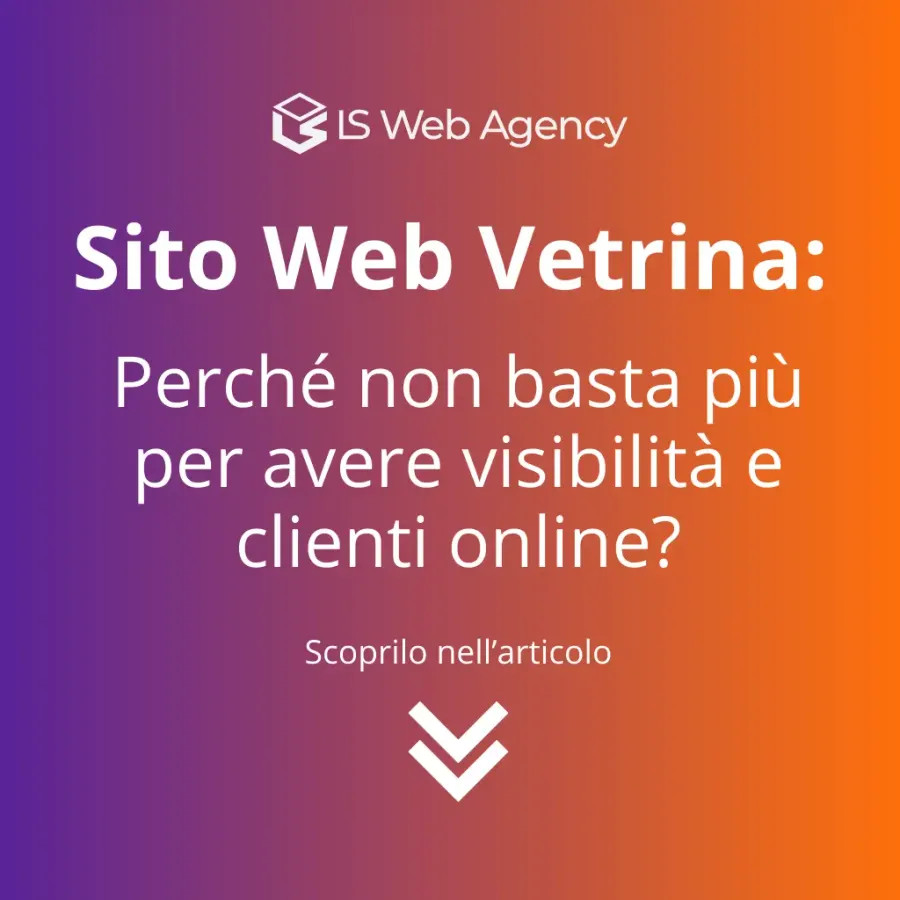 LS Web Agency
Sito Web Vetrina:
Perché non basta più
per avere visibilità e
clienti online?
Scoprilo nell’articolo